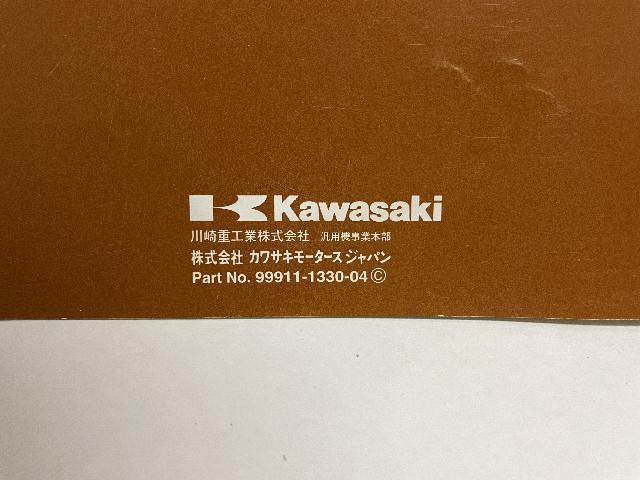 Kawasaki
川崎重工業株式会社 汎用機事業本部
株式会社 カワサキモータースジャパン
Part No. 99911-1330-04 ©